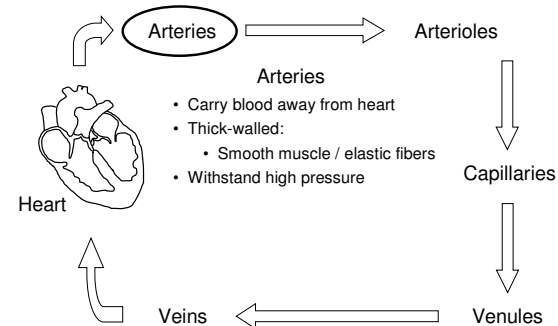 Arteries
Arterioles
Arteries
• Carry blood away from heart
• Thick-walled:
• Smooth muscle / elastic fibers
• Withstand high pressure
Capillaries
Heart
Veins
Venules